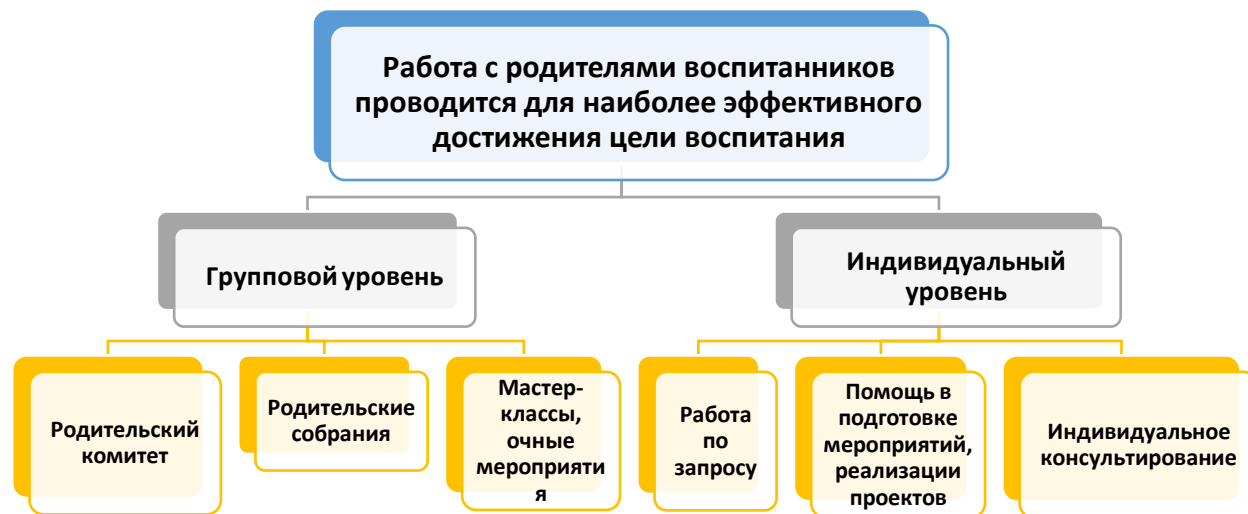 Работа с родителями воспитанников
проводится для наиболее эффективного
достижения цели воспитания
Групповой уровень
Индивидуальный
уровень
Родительский
комитет
Родительские
собрания
Мастер-
классы,
очные
мероприяти
я
Работа
по
запросу
Помощь в
подготовке
мероприятий,
реализации
проектов
Индивидуальное
консультирование